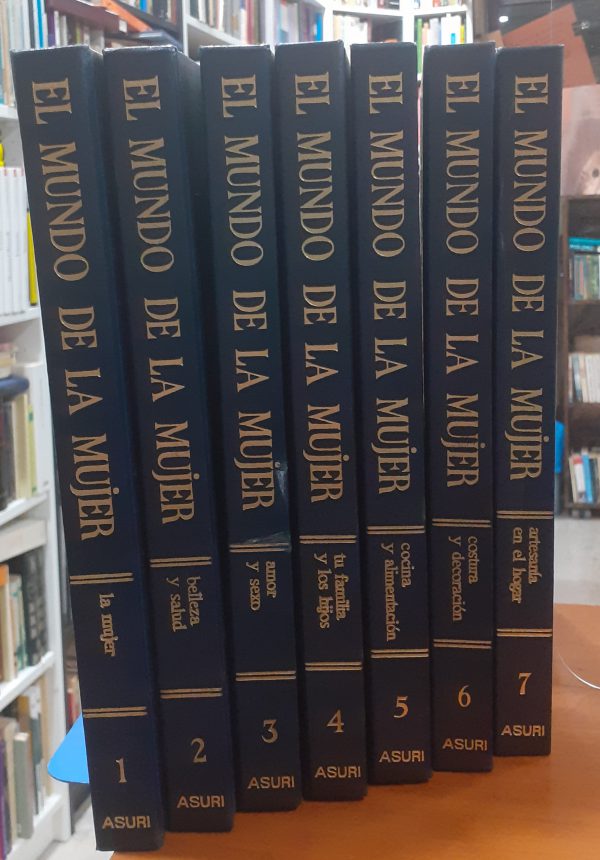 EL MUNDO DE LA MUJER
la mujer
1
ASURI
EL MUNDO DE LA MUJER
belleza
y salud
2
ASURI
EL MUNDO DE LA MUJER
amor
y sexo
3
ASURI
EL MUNDO DE LA MUJER
tu familia
y los hijos
4
ASURI
EL MUNDO DE LA MUJER
cocina
y alimentación
5
ASURI
EL MUNDO DE LA MUJER
costura
y decoración
6
ASURI
EL MUNDO DE LA MUJER
artesanía
en el hogar
7
ASURI